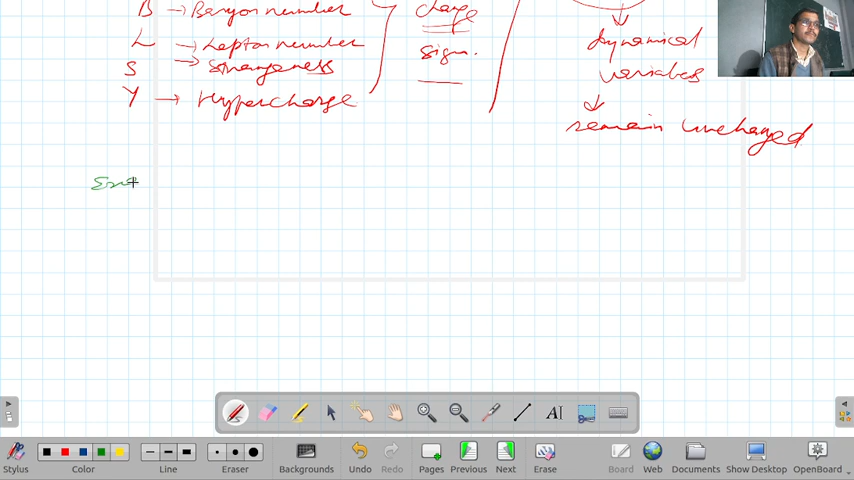 B → Baryon number
L → Lepton number
S → Strangeness
Y → Hypercharge
change
sign.
dynamical
variables
remain unchanged
Stylus
Color
Line
Eraser
Backgrounds
Undo
Redo
Pages
Previous
Next
Erase
Board
Web
Documents
Show Desktop
OpenBoard